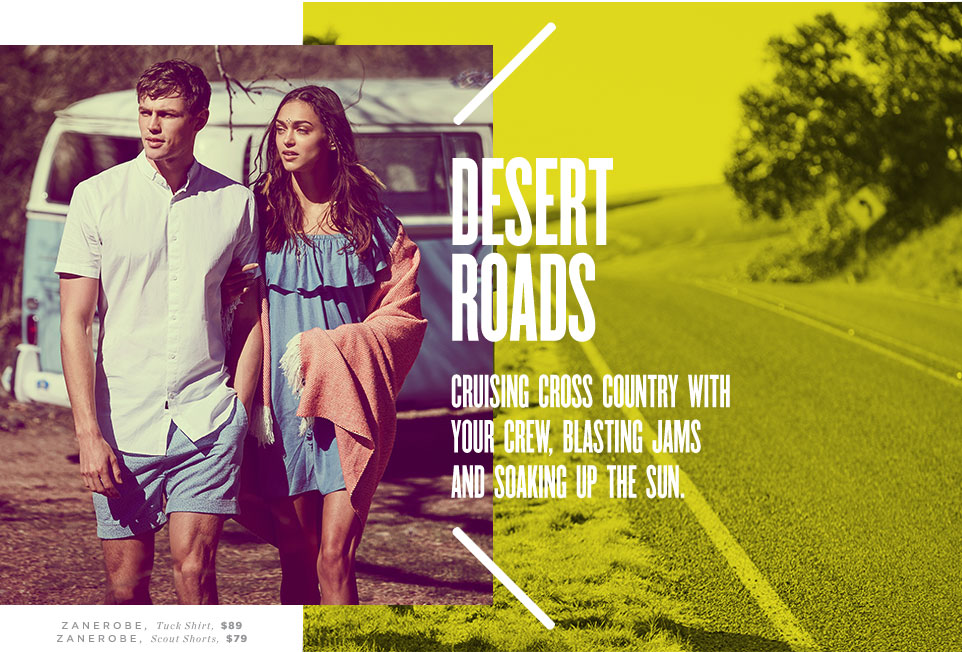 DESERT
ROADS
CRUISING CROSS COUNTRY WITH
YOUR CREW, BLASTING JAMS
AND SOAKING UP THE SUN.
ZANEROBE, Tuck Shirt, $89
ZANEROBE, Scout Shorts, $79